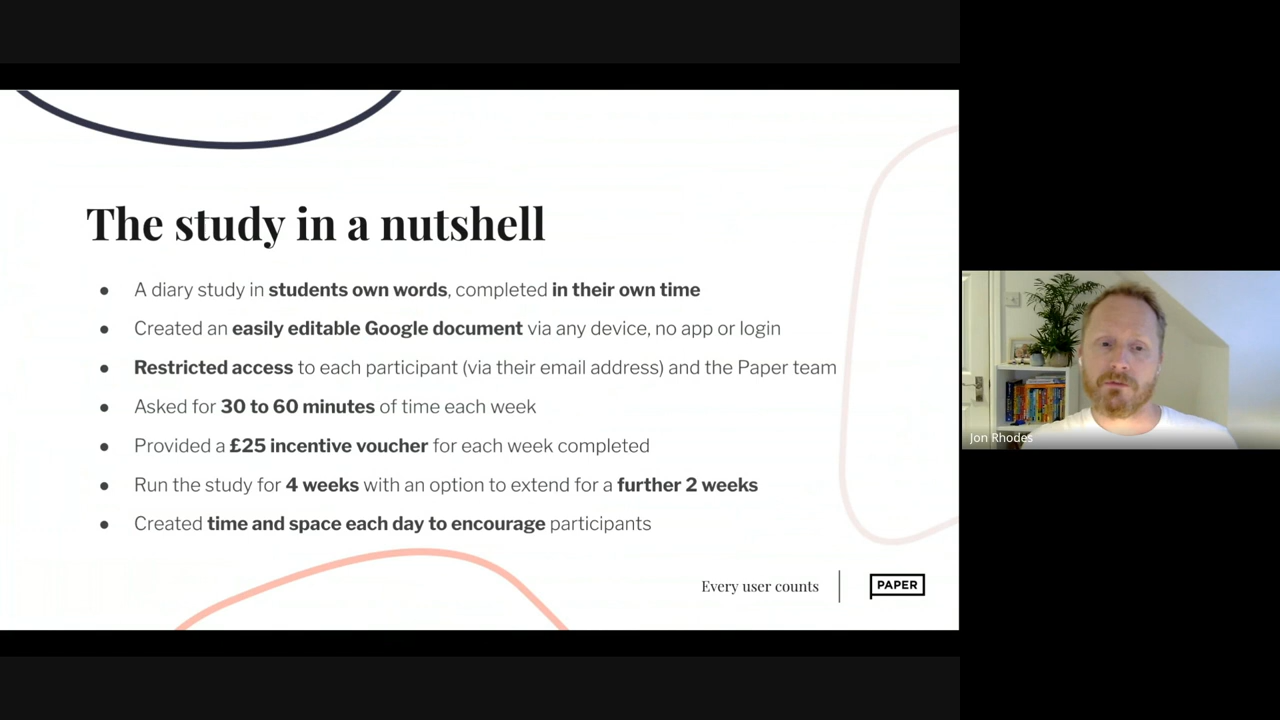 The study in a nutshell
● A diary study in students own words, completed in their own time
● Created an easily editable Google document via any device, no app or login
● Restricted access to each participant (via their email address) and the Paper team
● Asked for 30 to 60 minutes of time each week
● Provided a £25 incentive voucher for each week completed
● Run the study for 4 weeks with an option to extend for a further 2 weeks
● Created time and space each day to encourage participants
Every user counts
PAPER
Jon Rhodes